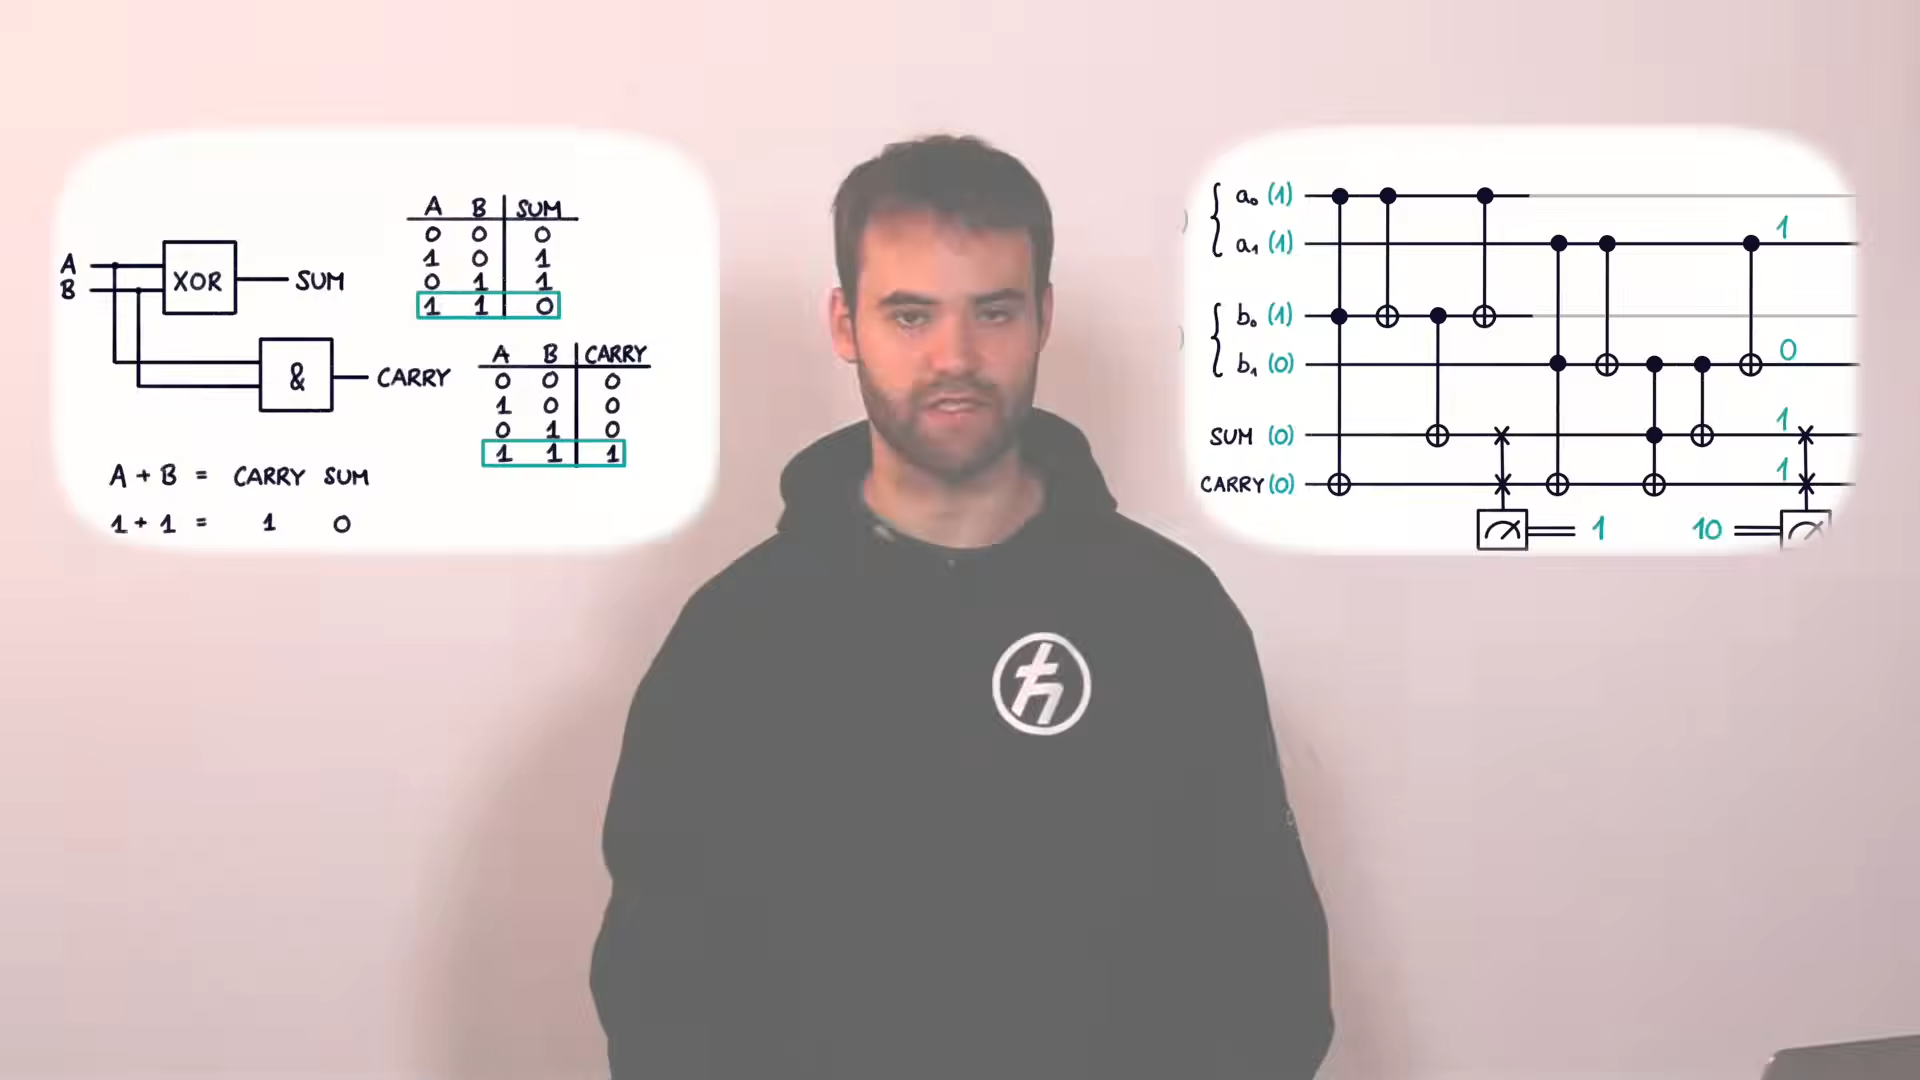 A
B
XOR
SUM
&
CARRY
A + B = CARRY SUM
1 + 1 = 1 0
A B SUM
0 0 0
1 0 1
0 1 1
1 1 0
A B CARRY
0 0 0
1 0 0
0 1 0
1 1 1
a₀ (1)
a₁ (1) 1
b₀ (1)
b₁ (0) 0
SUM (0) 1
CARRY (0) 1
1 10